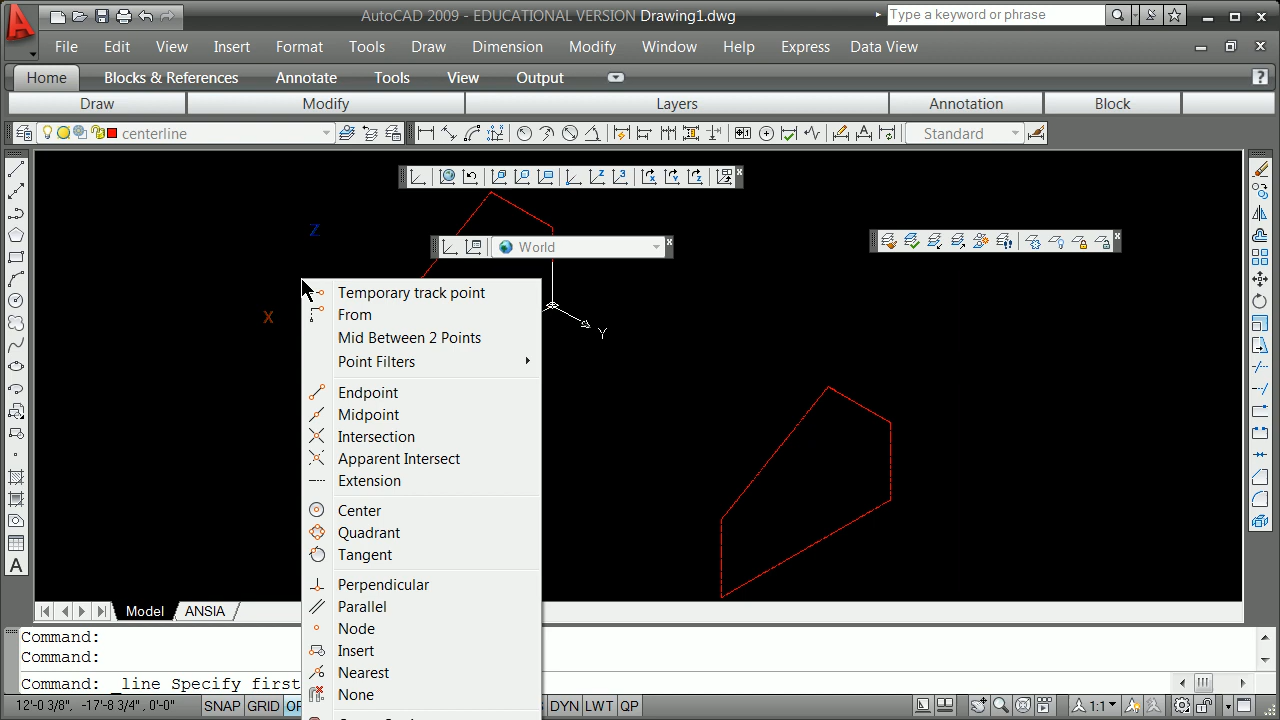 AutoCAD 2009 - EDUCATIONAL VERSION Drawing1.dwg
Type a keyword or phrase
File Edit View Insert Format Tools Draw Dimension Modify Window Help Express Data View
Home Blocks & References Annotate Tools View Output
Draw Modify Layers Annotation Block
centerline
Standard
World
Z
X
Y
Temporary track point
From
Mid Between 2 Points
Point Filters
Endpoint
Midpoint
Intersection
Apparent Intersect
Extension
Center
Quadrant
Tangent
Perpendicular
Parallel
Node
Insert
Nearest
None
A
Model ANSIA
Command:
Command:
Command: _line Specify first
12'-0 3/8", -17'-8 3/4", 0'-0" SNAP GRID DYN LWT QP 1:1